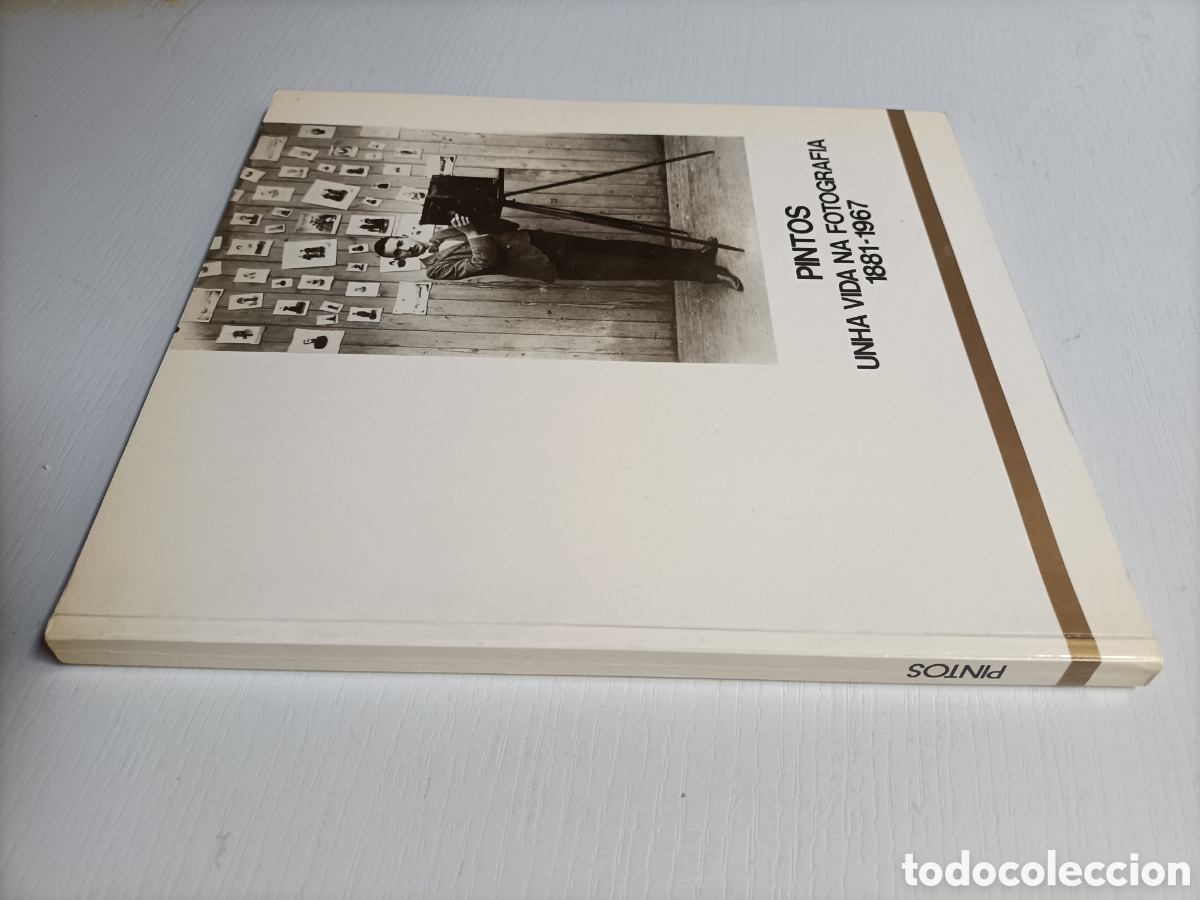 PINTOS
UNHA VIDA NA FOTOGRAFIA
1881-1967
PINTOS
todocoleccion